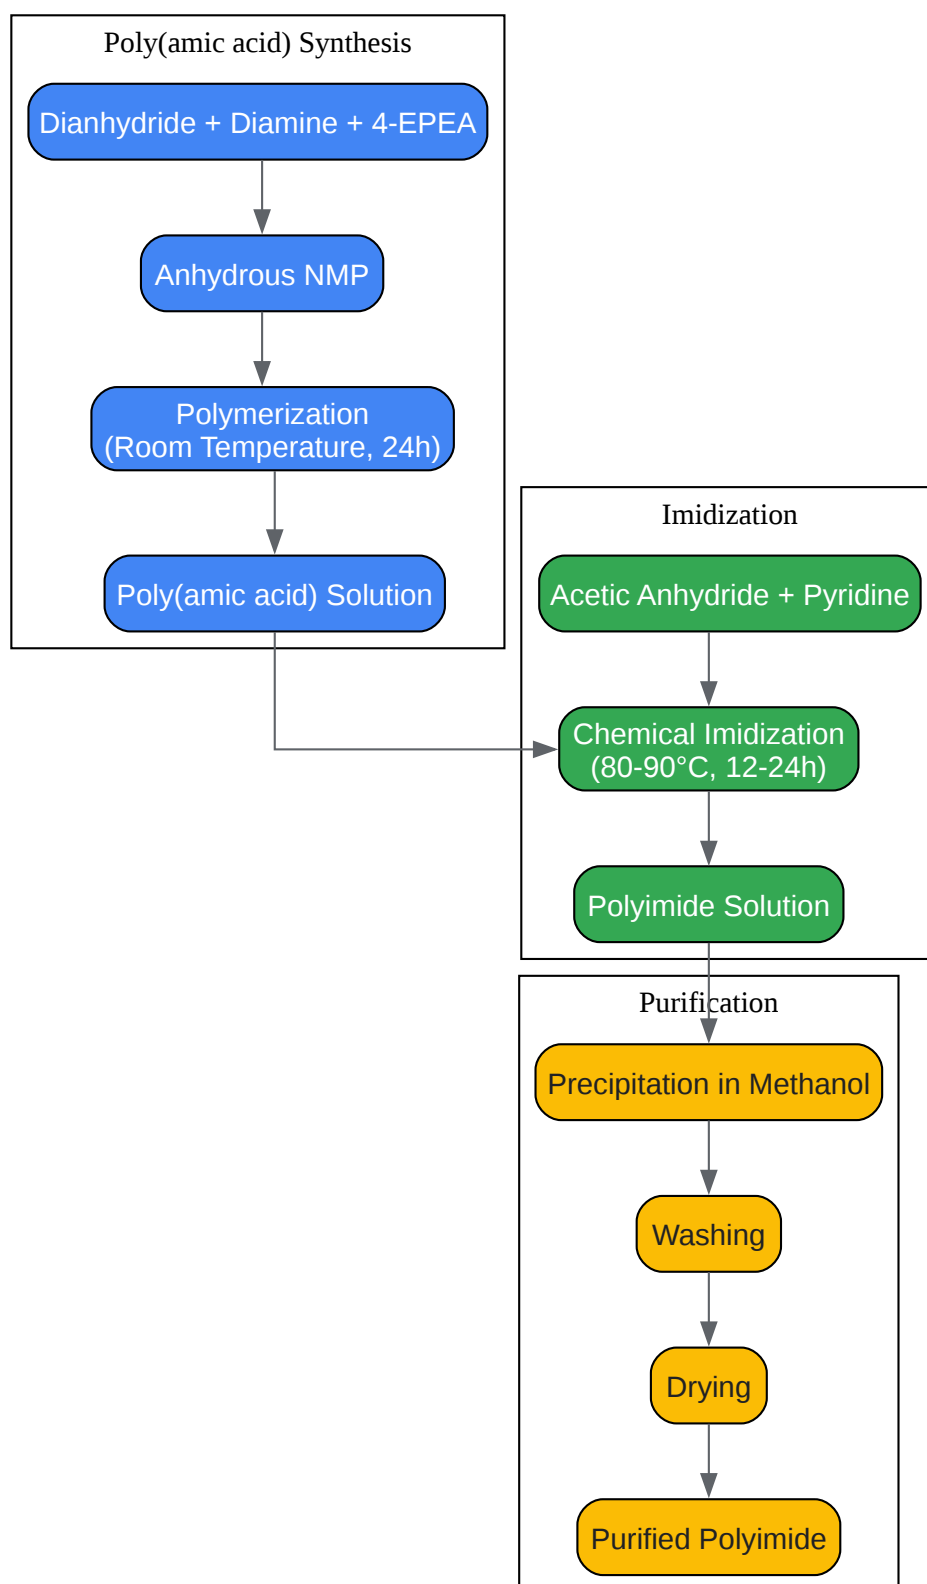 Poly(amic acid) Synthesis
Dianhydride + Diamine + 4-EPEA
Anhydrous NMP
Polymerization
(Room Temperature, 24h)
Poly(amic acid) Solution
Imidization
Acetic Anhydride + Pyridine
Chemical Imidization
(80-90°C, 12-24h)
Polyimide Solution
Purification
Precipitation in Methanol
Washing
Drying
Purified Polyimide